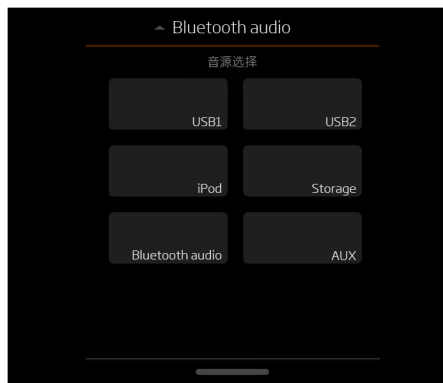 Bluetooth audio
音源选择
USB1
USB2
iPod
Storage
Bluetooth audio
AUX